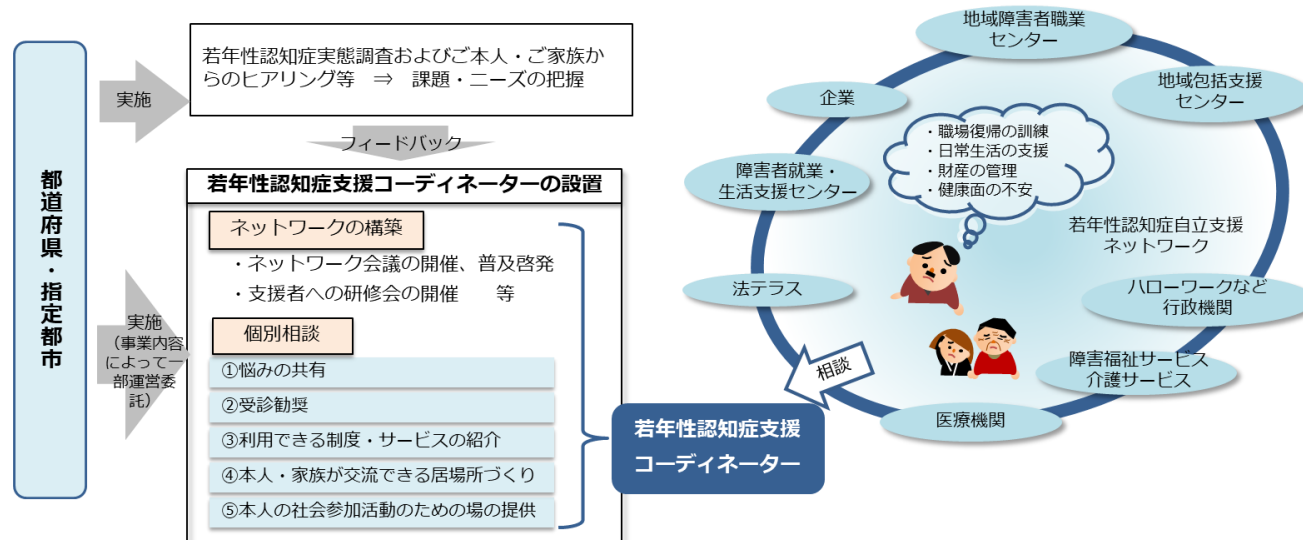 都道府県・指定都市
実施
若年性認知症実態調査およびご本人・ご家族か
らのヒアリング等　⇒　課題・ニーズの把握
フィードバック
実施
（事業内容
によって一
部運営委
託）
若年性認知症支援コーディネーターの設置
ネットワークの構築
・ネットワーク会議の開催、普及啓発
・支援者への研修会の開催　　等
個別相談
①悩みの共有
②受診勧奨
③利用できる制度・サービスの紹介
④本人・家族が交流できる居場所づくり
⑤本人の社会参加活動のための場の提供
若年性認知症支援
コーディネーター
相談
地域障害者職業
センター
地域包括支援
センター
企業
・職場復帰の訓練
・日常生活の支援
・財産の管理
・健康面の不安
障害者就業・
生活支援センター
若年性認知症自立支援
ネットワーク
法テラス
ハローワークなど
行政機関
障害福祉サービス
介護サービス
医療機関